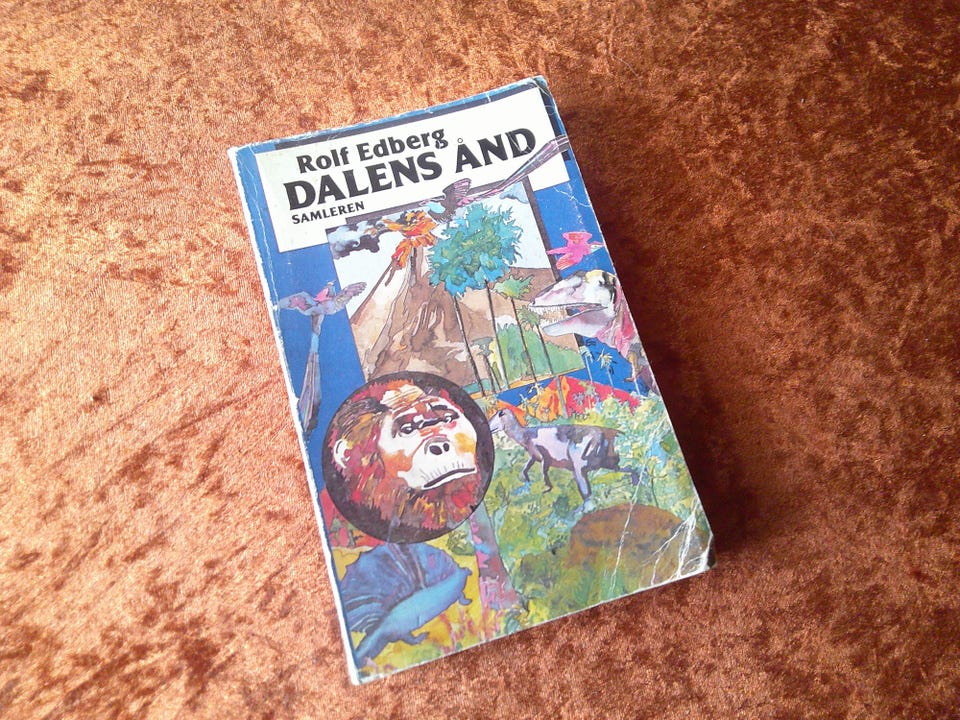 Rolf Edberg
DALENS ÅND
SAMLEREN